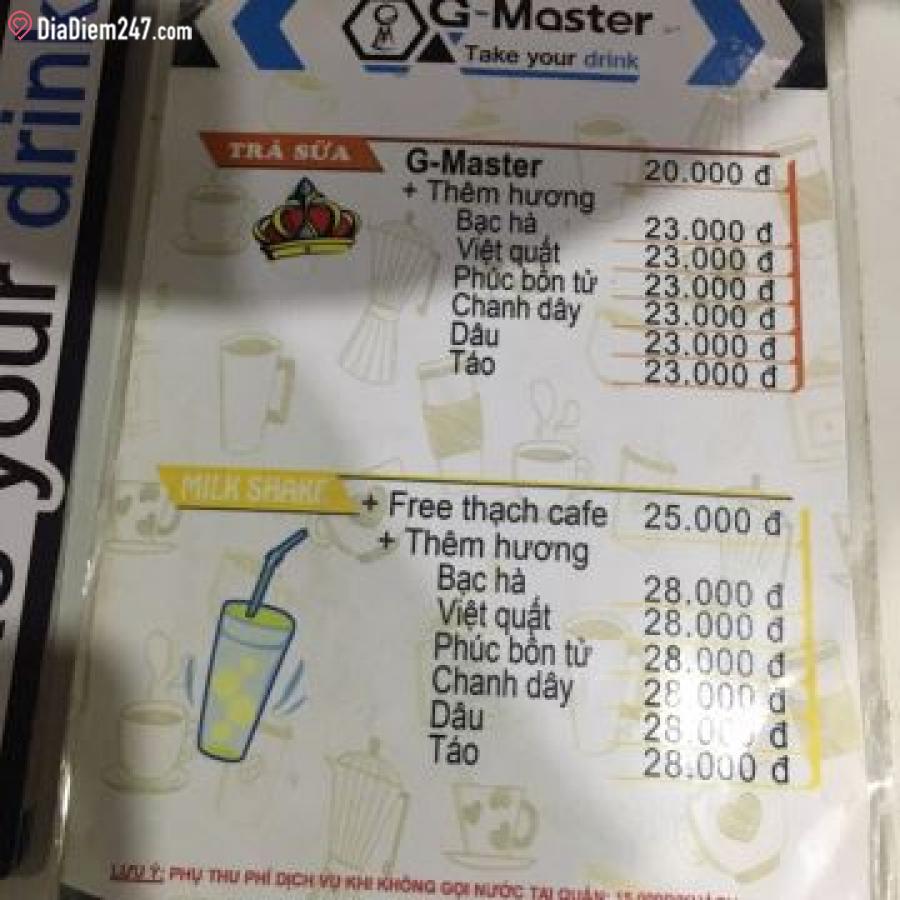 DiaDiem247.com
your drink
G-Master
Take your drink
TRÀ SỮA
G-Master 20.000 đ
+ Thêm hương
Bạc hà 23.000 đ
Việt quất 23.000 đ
Phúc bồn tử 23.000 đ
Chanh dây 23.000 đ
Dâu 23.000 đ
Táo 23.000 đ
MILK SHAKE
+ Free thạch cafe 25.000 đ
+ Thêm hương
Bạc hà 28.000 đ
Việt quất 28.000 đ
Phúc bồn tử 28.000 đ
Chanh dây 28.000 đ
Dâu 28.000 đ
Táo 28.000 đ
LƯU Ý: PHỤ THU PHÍ DỊCH VỤ KHI KHÔNG GỌI NƯỚC TẠI QUÁN: